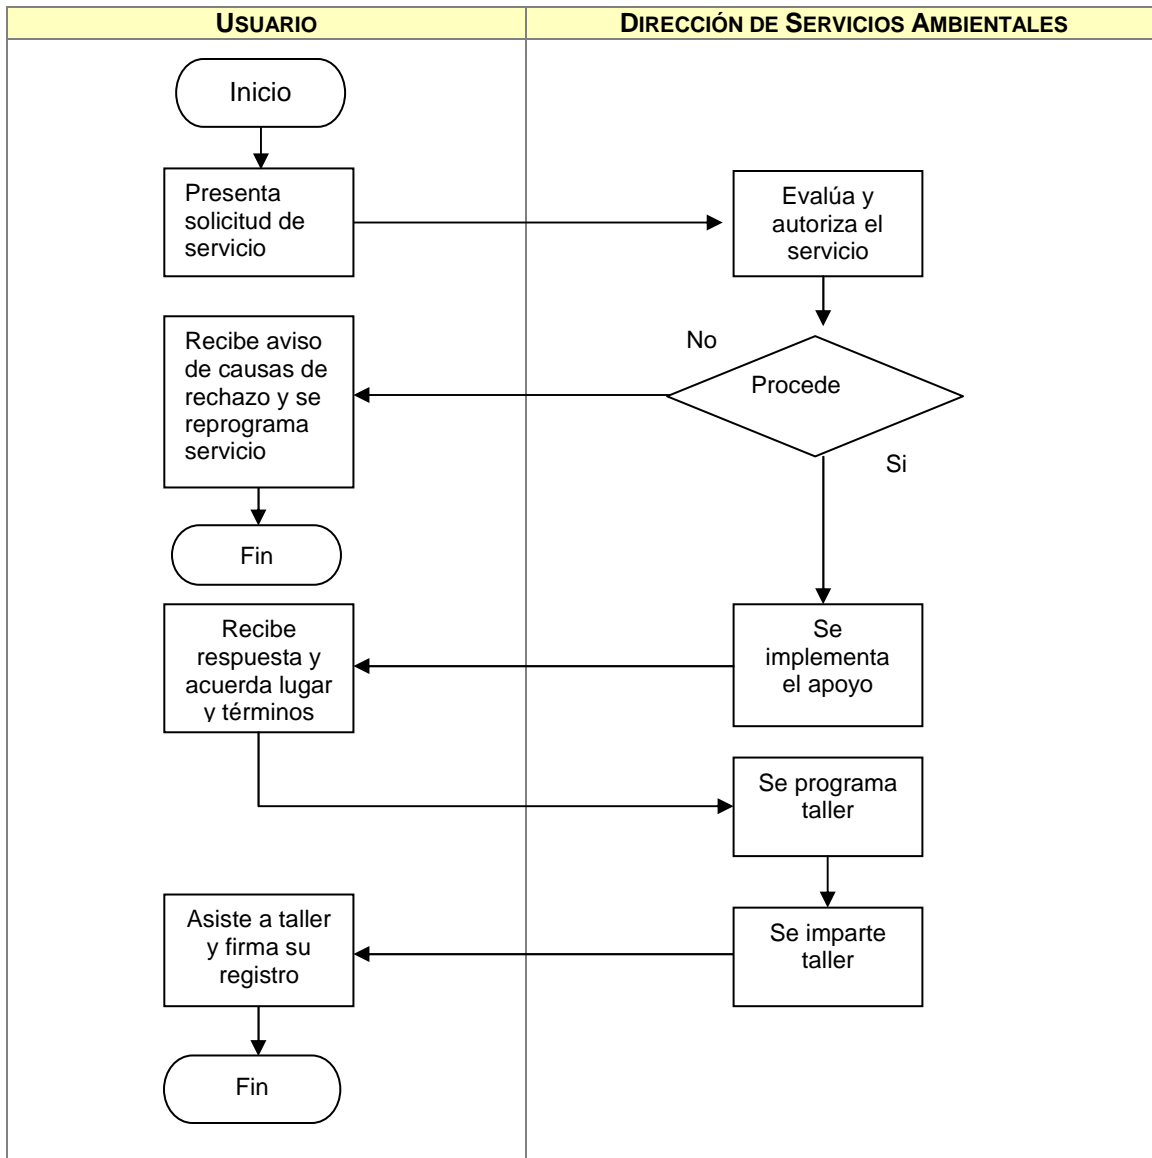 USUARIO
DIRECCIÓN DE SERVICIOS AMBIENTALES
Inicio
Presenta
solicitud de
servicio
Evalúa y
autoriza el
servicio
No
Procede
Si
Recibe aviso
de causas de
rechazo y se
reprograma
servicio
Fin
Recibe
respuesta y
acuerda lugar
y términos
Se
implementa
el apoyo
Se programa
taller
Asiste a taller
y firma su
registro
Se imparte
taller
Fin